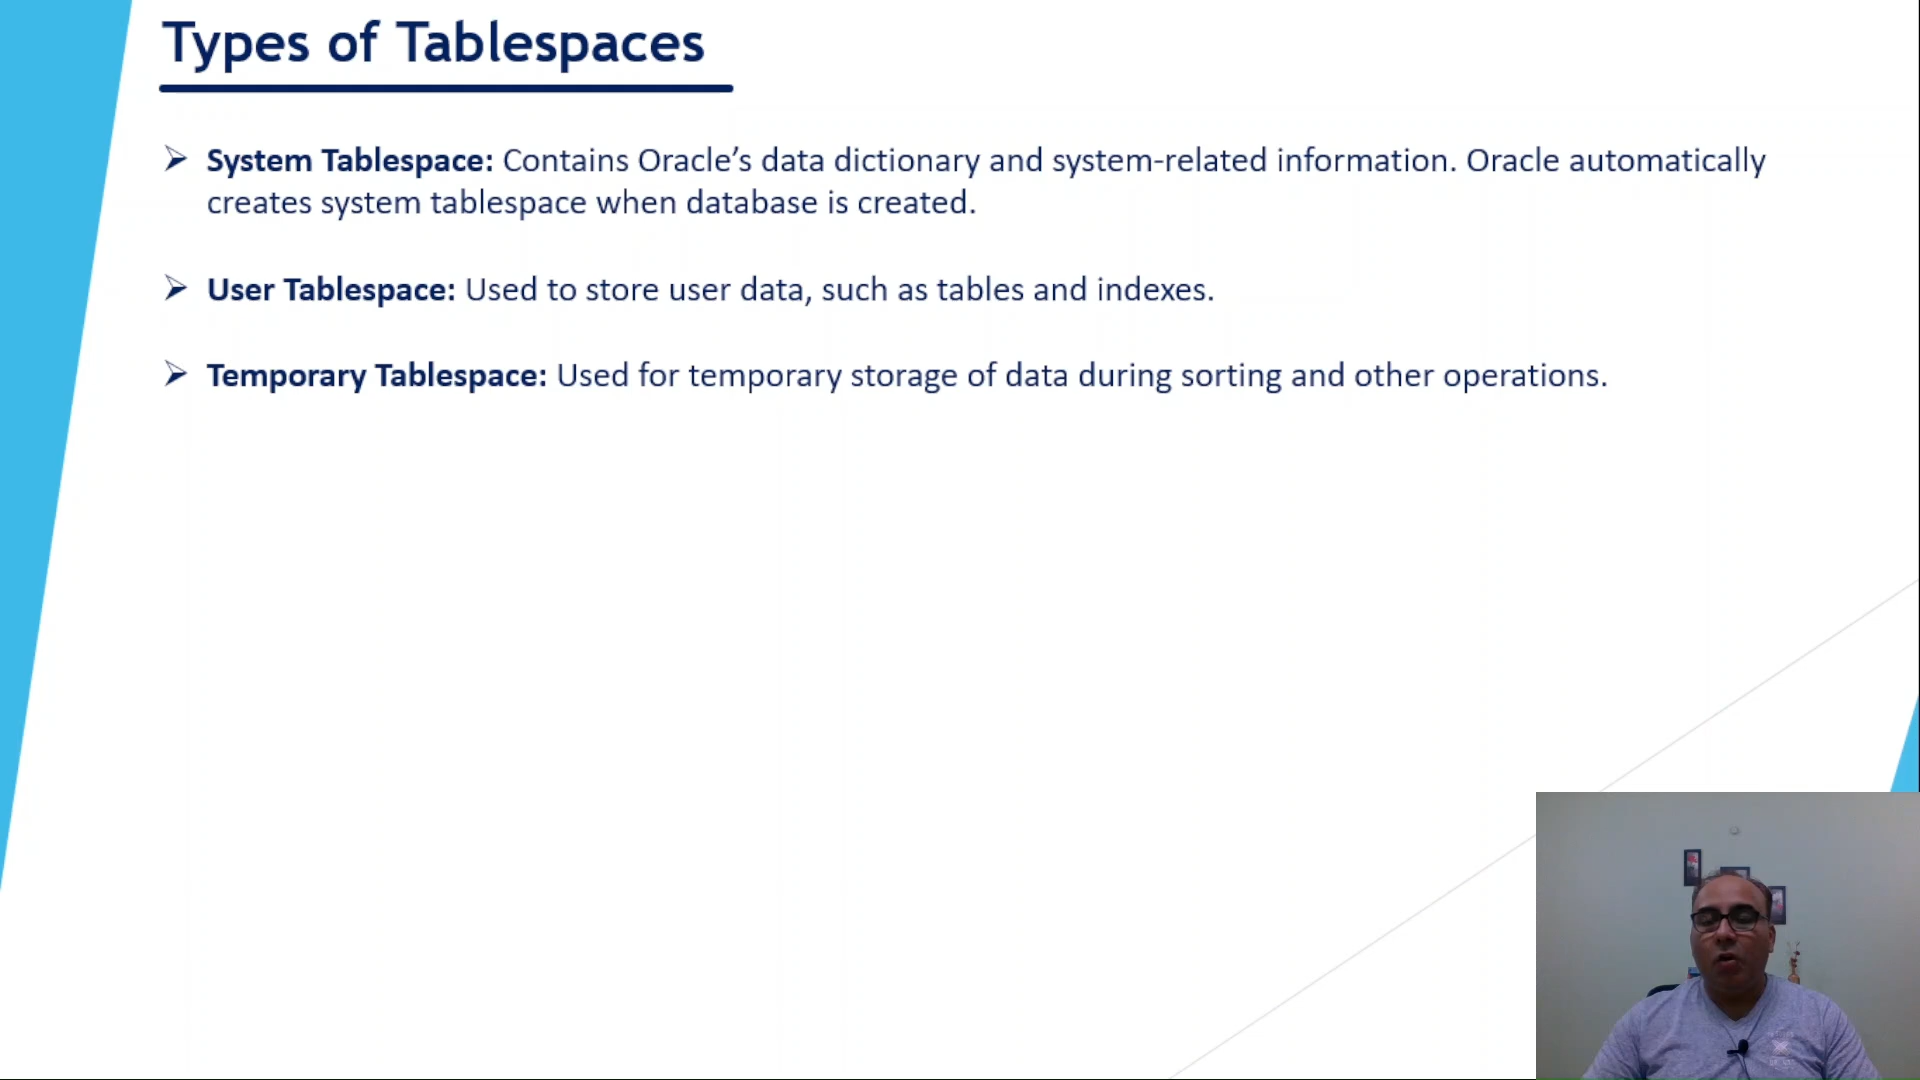 Types of Tablespaces
System Tablespace: Contains Oracle’s data dictionary and system-related information. Oracle automatically
creates system tablespace when database is created.
User Tablespace: Used to store user data, such as tables and indexes.
Temporary Tablespace: Used for temporary storage of data during sorting and other operations.